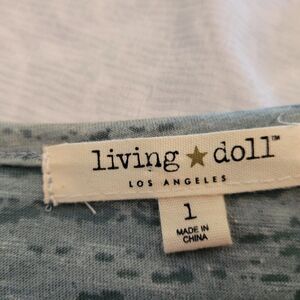 living ★ doll™
LOS ANGELES
1
MADE IN
CHINA